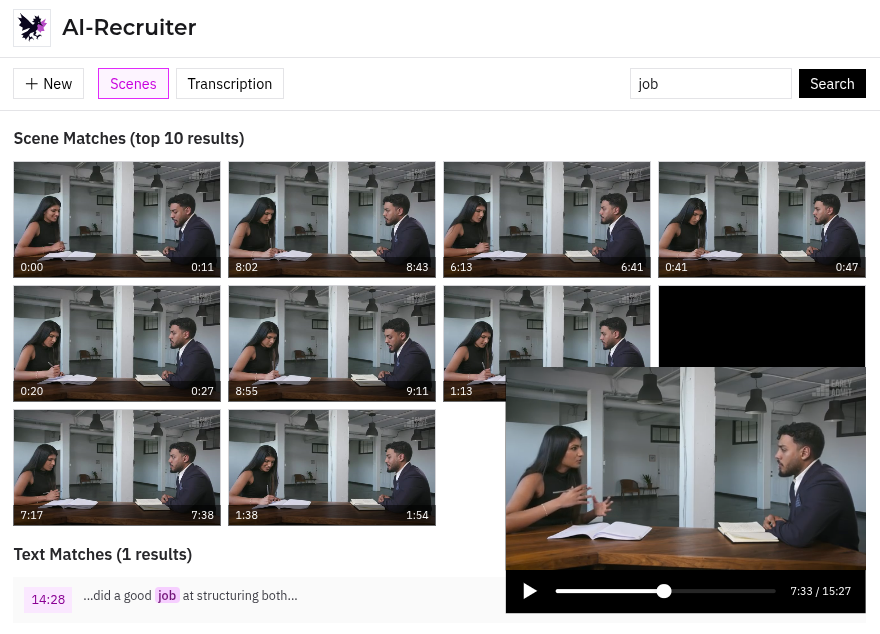 AI-Recruiter
+ New
Scenes
Transcription
job
Search
Scene Matches (top 10 results)
0:00 0:11
8:02 8:43
6:13 6:41
0:41 0:47
0:20 0:27
8:55 9:11
1:13
7:17 7:38
1:38 1:54
EARLY
ADMIT
7:33 / 15:27
Text Matches (1 results)
14:28 ...did a good job at structuring both...